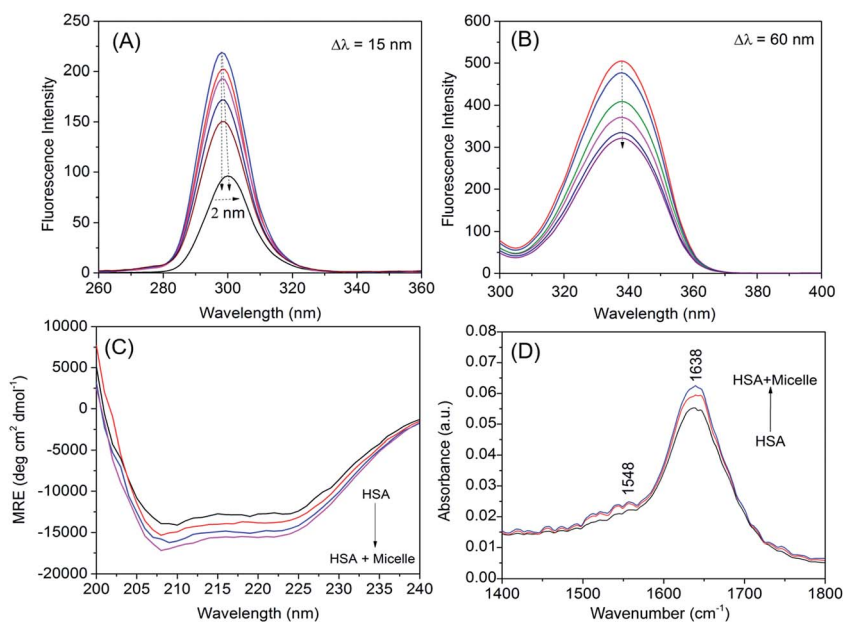 (A)
Δλ = 15 nm
250
200
150
100
50
0
2 nm
260 280 300 320 340 360
Wavelength (nm)
Fluorescence Intensity
(B)
Δλ = 60 nm
600
500
400
300
200
100
0
300 320 340 360 380 400
Wavelength (nm)
Fluorescence Intensity
(C)
10000
5000
0
-5000
-10000
-15000
-20000
HSA
HSA + Micelle
200 205 210 215 220 225 230 235 240
Wavelength (nm)
MRE (deg cm² dmol⁻¹)
(D)
0.08
0.07
0.06
0.05
0.04
0.03
0.02
0.01
0.00
1638
1548
HSA+Micelle
HSA
1400 1500 1600 1700 1800
Wavenumber (cm⁻¹)
Absorbance (a.u.)